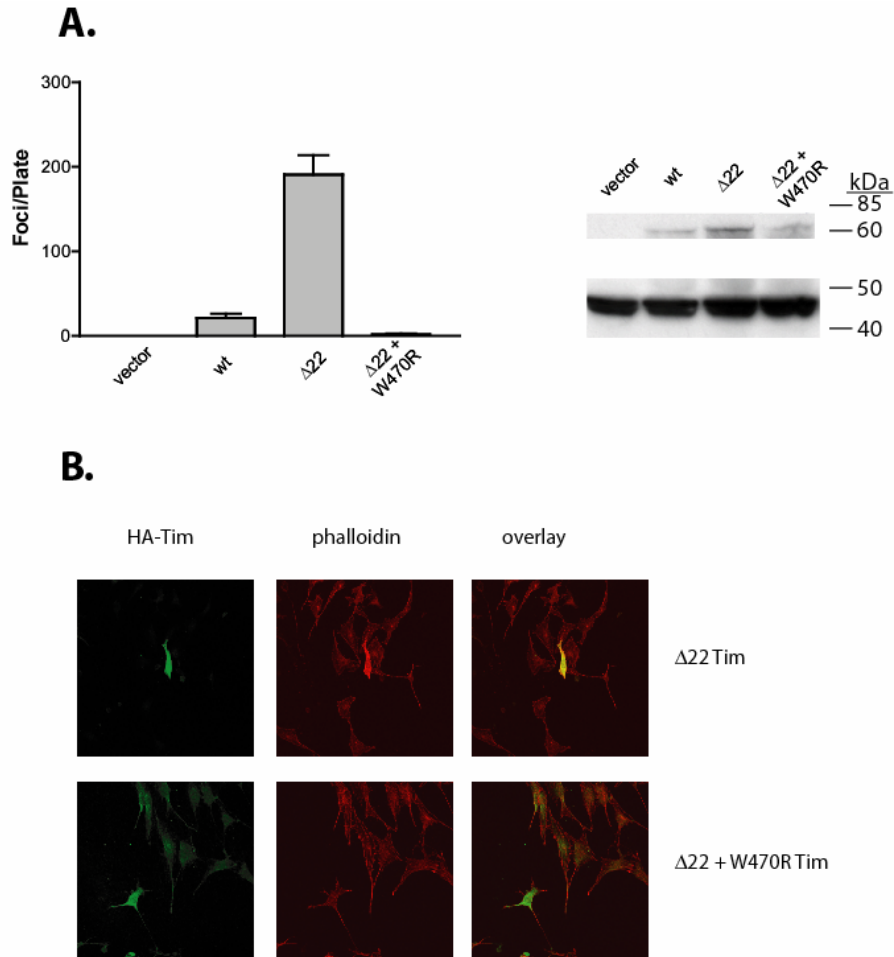 A.
300
200
100
0
Foci/Plate
vector
wt
Δ22
Δ22 +
W470R
vector
wt
Δ22
Δ22 +
W470R
kDa
85
60
50
40
B.
HA-Tim
phalloidin
overlay
Δ22 Tim
Δ22 + W470R Tim